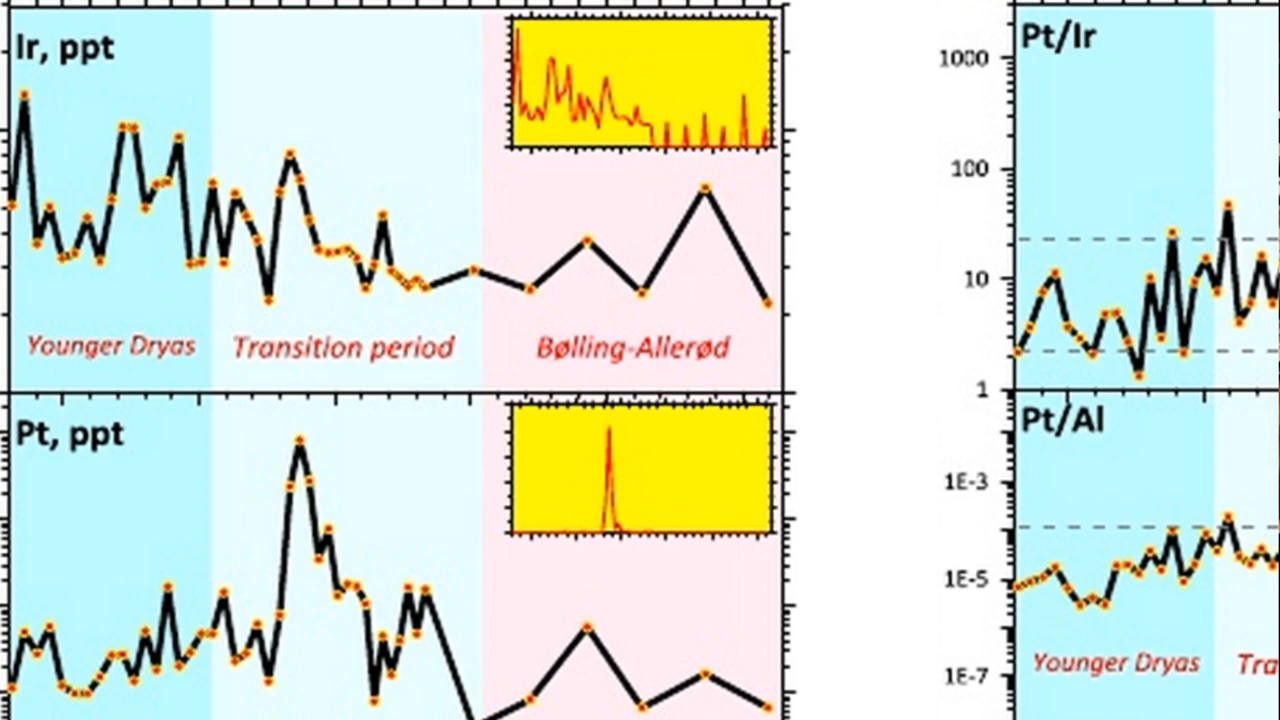 Ir, ppt
Younger Dryas
Transition period
Bølling-Allerød
Pt, ppt
Pt/Ir
1000
100
10
1
Pt/Al
1E-3
1E-5
1E-7
Younger Dryas
Tra